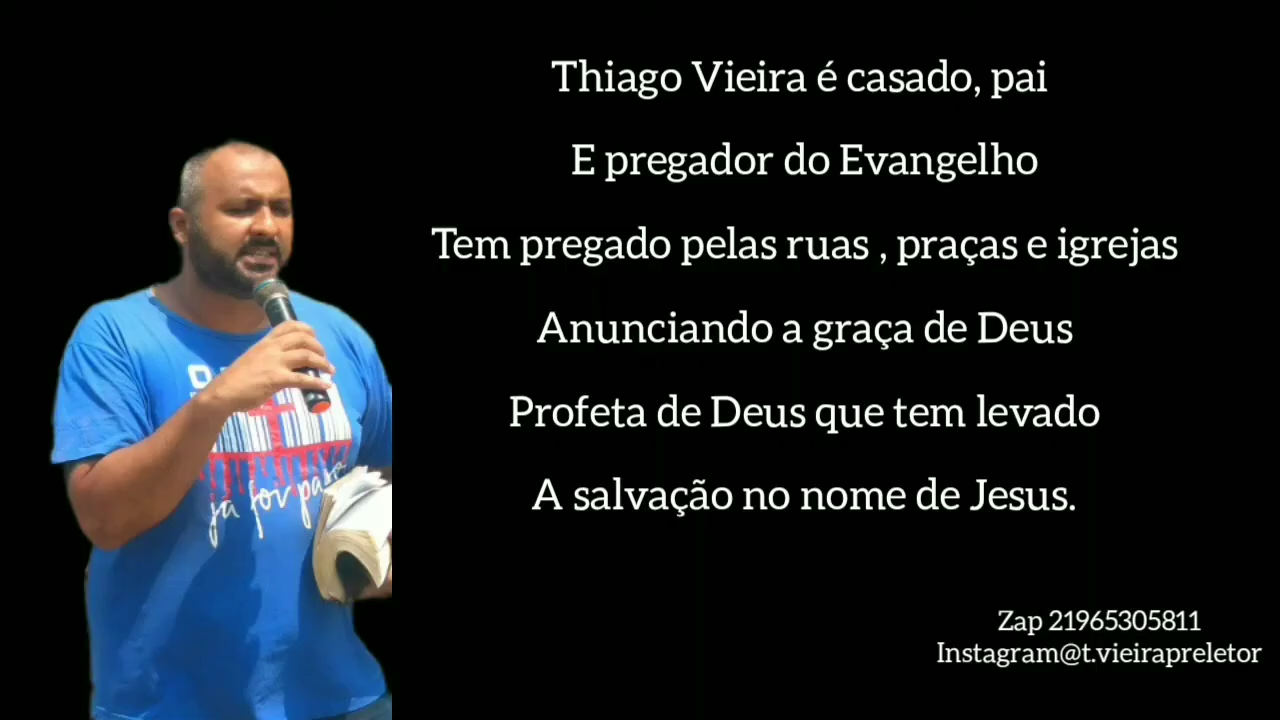 Thiago Vieira é casado, pai
E pregador do Evangelho
Tem pregado pelas ruas , praças e igrejas
Anunciando a graça de Deus
Profeta de Deus que tem levado
A salvação no nome de Jesus.
já foi pago
Zap 21965305811
Instagram@t.vieirapreletor